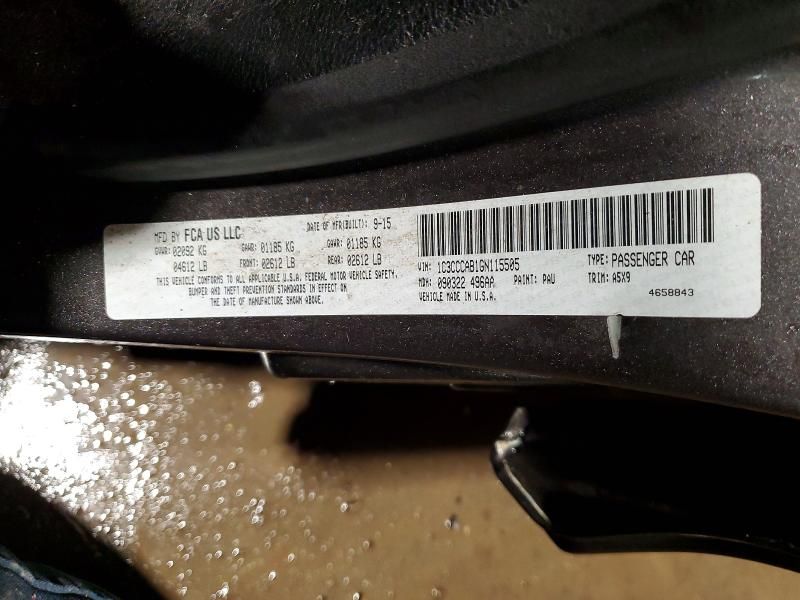 MFD BY FCA US LLC DATE OF MFR(BUILT): 9-15
GVWR: 02092 KG GAWR: 01185 KG GAWR: 01185 KG
04612 LB FRONT: 02612 LB REAR: 02612 LB
THIS VEHICLE CONFORMS TO ALL APPLICABLE U.S.A. FEDERAL MOTOR VEHICLE SAFETY,
BUMPER AND THEFT PREVENTION STANDARDS IN EFFECT ON
THE DATE OF MANUFACTURE SHOWN ABOVE.
VIN: 1C3CCCAB1GN115505 TYPE: PASSENGER CAR
MDH: 090322 496AA PAINT: PAU TRIM: A5X9
VEHICLE MADE IN U.S.A. 4658843